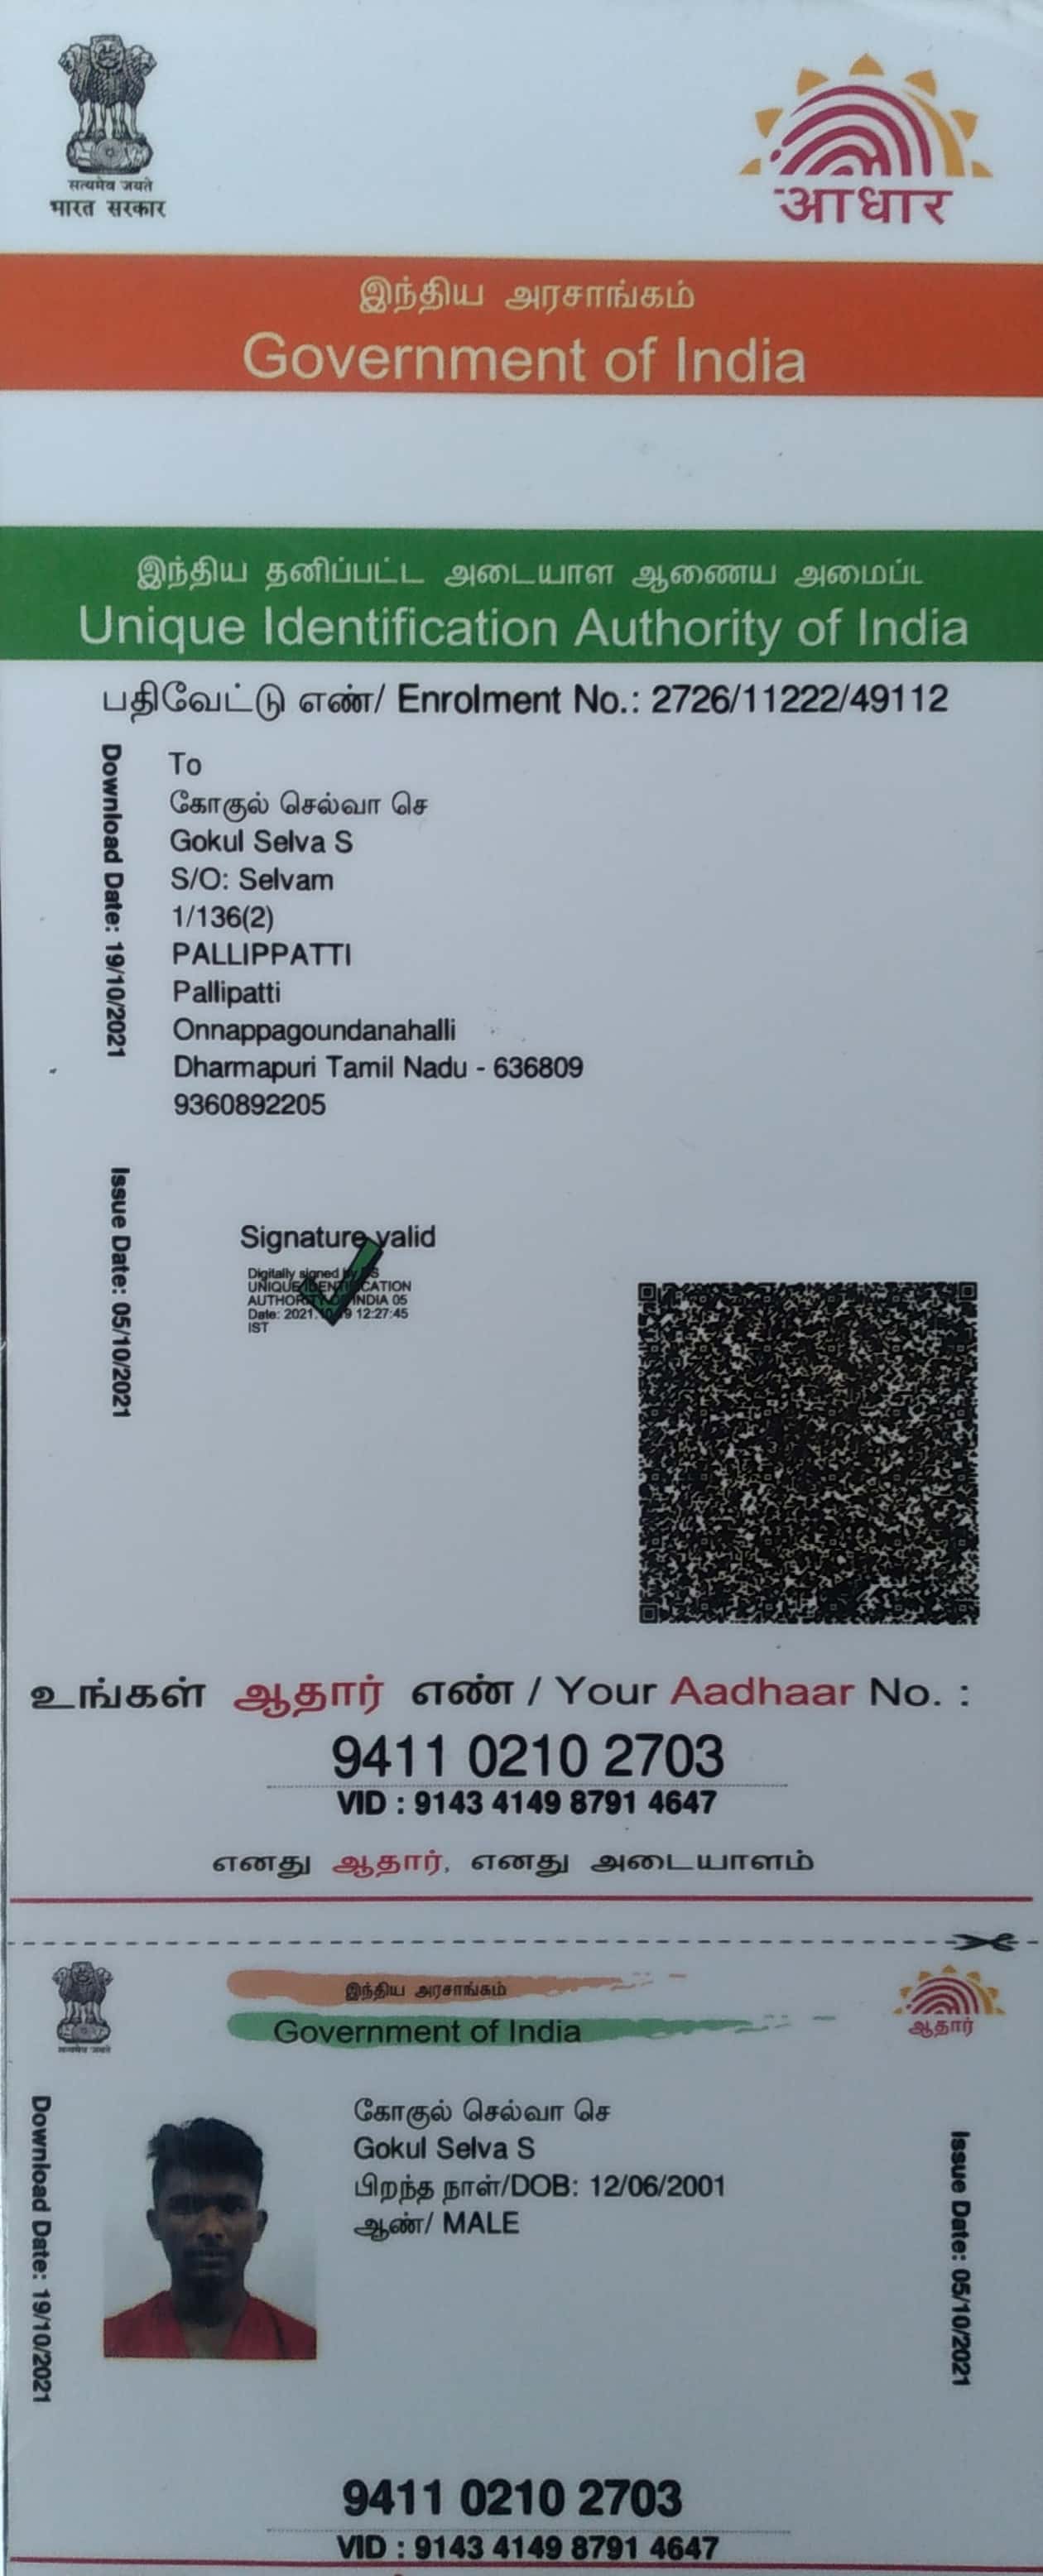 सत्यमेव जयते
भारत सरकार
आधार
இந்திய அரசாங்கம்
Government of India
இந்திய தனிப்பட்ட அடையாள ஆணைய அமைப்ட
Unique Identification Authority of India
பதிவேட்டு எண்/ Enrolment No.: 2726/11222/49112
Download Date: 19/10/2021
To
கோகுல் செல்வா செ
Gokul Selva S
S/O: Selvam
1/136(2)
PALLIPPATTI
Pallipatti
Onnappagoundanahalli
Dharmapuri Tamil Nadu - 636809
9360892205
Issue Date: 05/10/2021
Signature valid
Digitally signed by DS
UNIQUE IDENTIFICATION
AUTHORITY OF INDIA 05
Date: 2021.10.19 12:27:45
IST
உங்கள் ஆதார் எண் / Your Aadhaar No. :
9411 0210 2703
VID : 9143 4149 8791 4647
எனது ஆதார், எனது அடையாளம்
இந்திய அரசாங்கம்
Government of India
सत्यमेव जयते
ஆதார்
Download Date: 19/10/2021
கோகுல் செல்வா செ
Gokul Selva S
பிறந்த நாள்/DOB: 12/06/2001
ஆண்/ MALE
Issue Date: 05/10/2021
9411 0210 2703
VID : 9143 4149 8791 4647